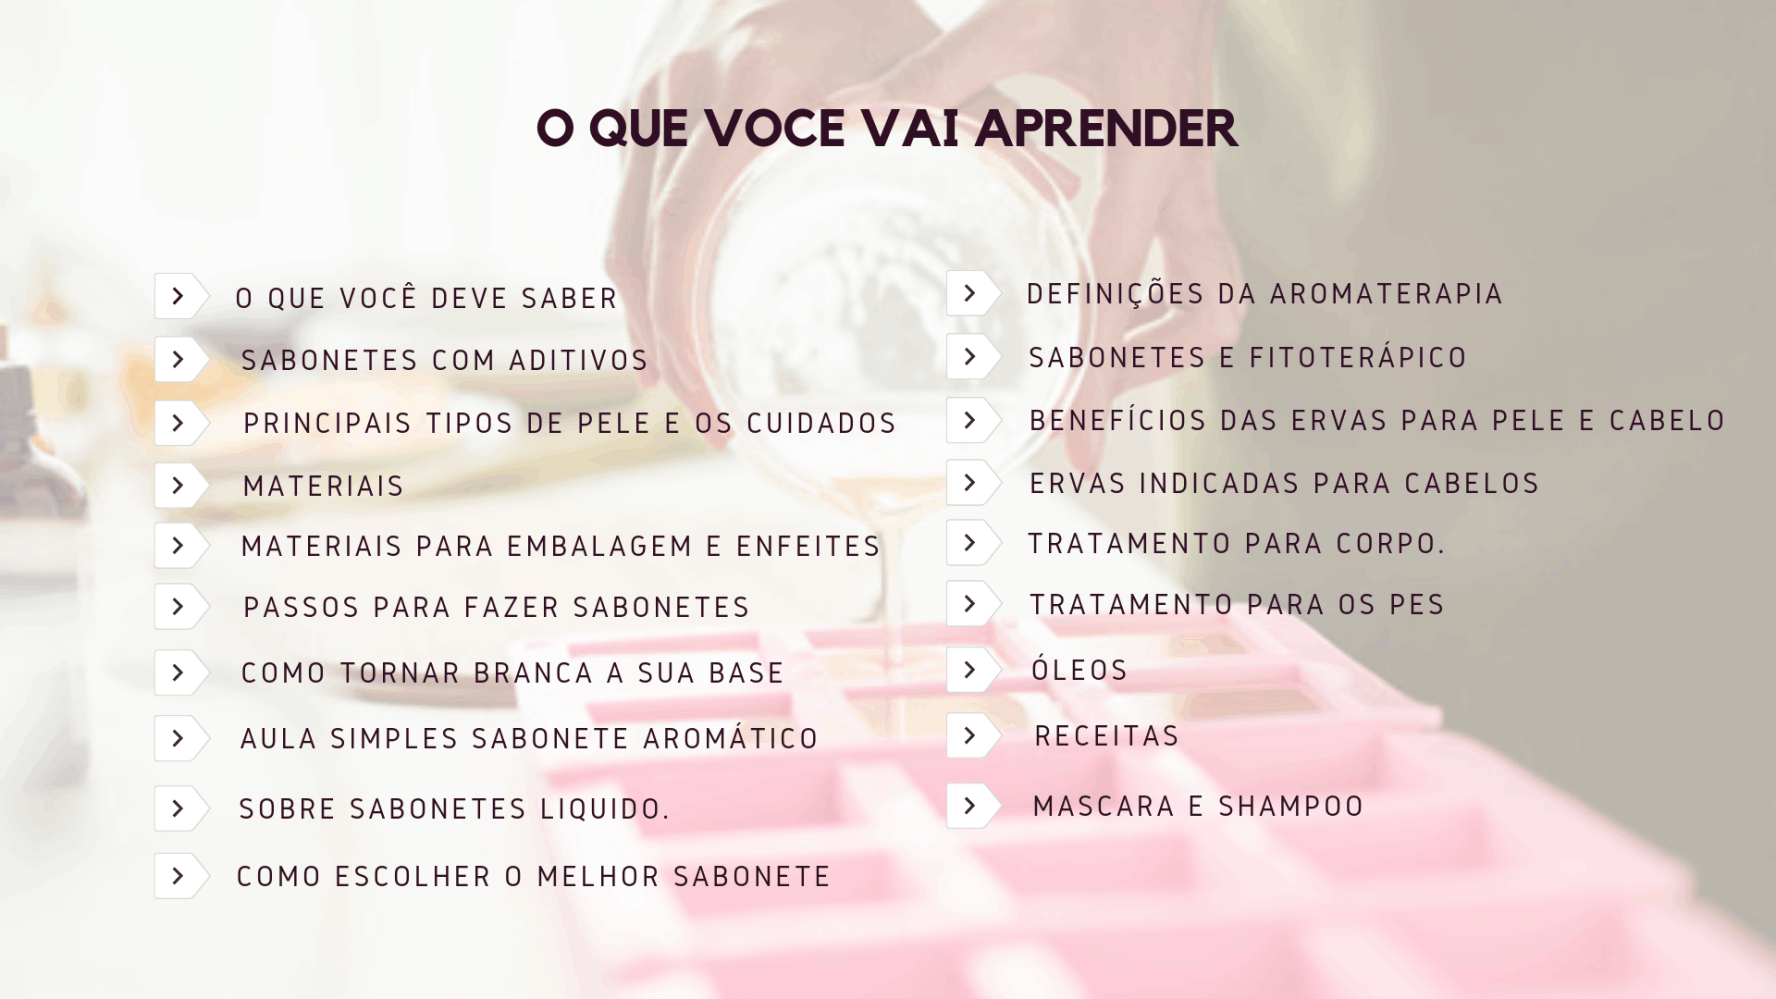 O QUE VOCE VAI APRENDER
O QUE VOCÊ DEVE SABER
SABONETES COM ADITIVOS
PRINCIPAIS TIPOS DE PELE E OS CUIDADOS
MATERIAIS
MATERIAIS PARA EMBALAGEM E ENFEITES
PASSOS PARA FAZER SABONETES
COMO TORNAR BRANCA A SUA BASE
AULA SIMPLES SABONETE AROMÁTICO
SOBRE SABONETES LIQUIDO.
COMO ESCOLHER O MELHOR SABONETE
DEFINIÇÕES DA AROMATERAPIA
SABONETES E FITOTERÁPICO
BENEFÍCIOS DAS ERVAS PARA PELE E CABELO
ERVAS INDICADAS PARA CABELOS
TRATAMENTO PARA CORPO.
TRATAMENTO PARA OS PES
ÓLEOS
RECEITAS
MASCARA E SHAMPOO